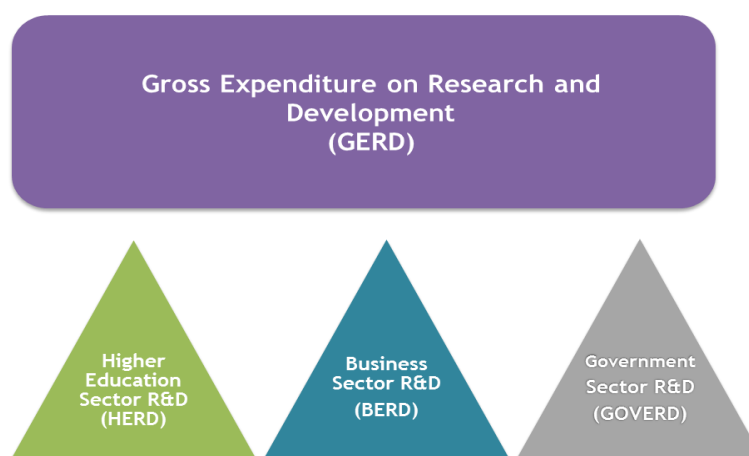 Gross Expenditure on Research and
Development
(GERD)
Higher
Education
Sector R&D
(HERD)
Business
Sector R&D
(BERD)
Government
Sector R&D
(GOVERD)